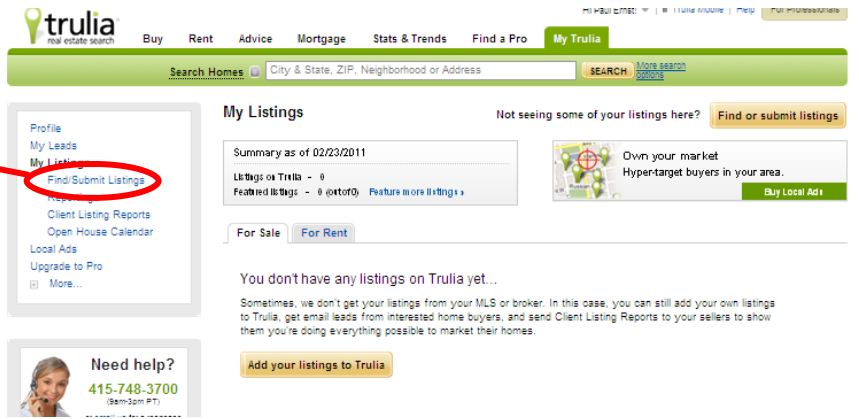 Hi Paul Ernst! | Trulia Mobile | Help For Professionals
trulia
real estate search
Buy Rent Advice Mortgage Stats & Trends Find a Pro My Trulia
Search Homes City & State, ZIP, Neighborhood or Address SEARCH More search
options
Profile
My Leads
My Listings
Find/Submit Listings
Reporting
Client Listing Reports
Open House Calendar
Local Ads
Upgrade to Pro
More...
My Listings
Not seeing some of your listings here? Find or submit listings
Summary as of 02/23/2011
Listings on Trulia - 0
Featured listings - 0 (out of 0) Feature more listings »
Own your market
Hyper-target buyers in your area.
Buy Local Ads
For Sale For Rent
You don't have any listings on Trulia yet...
Sometimes, we don't get your listings from your MLS or broker. In this case, you can still add your own listings
to Trulia, get email leads from interested home buyers, and send Client Listing Reports to your sellers to show
them you're doing everything possible to market their homes.
Add your listings to Trulia
Need help?
415-748-3700
(9am-5pm PT)